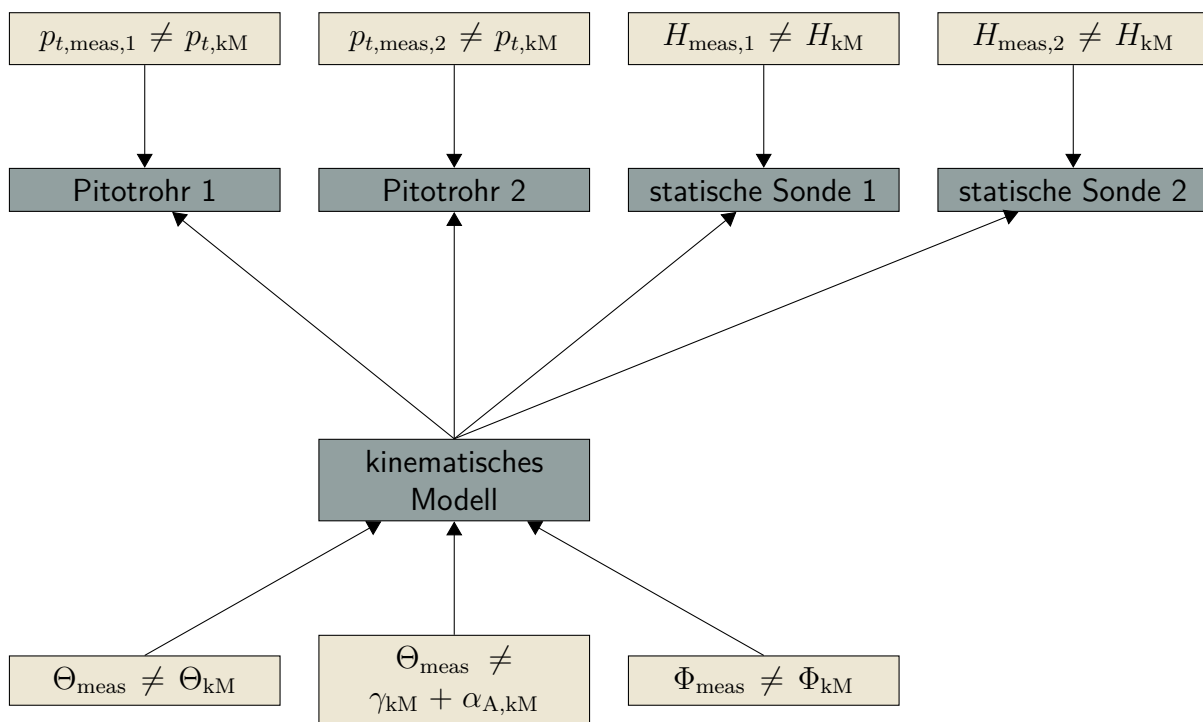 p_{t,meas,1} ≠ p_{t,kM}
p_{t,meas,2} ≠ p_{t,kM}
H_{meas,1} ≠ H_{kM}
H_{meas,2} ≠ H_{kM}
Pitotrohr 1
Pitotrohr 2
statische Sonde 1
statische Sonde 2
kinematisches
Modell
Θ_{meas} ≠ Θ_{kM}
Θ_{meas} ≠
γ_{kM} + α_{A,kM}
Φ_{meas} ≠ Φ_{kM}